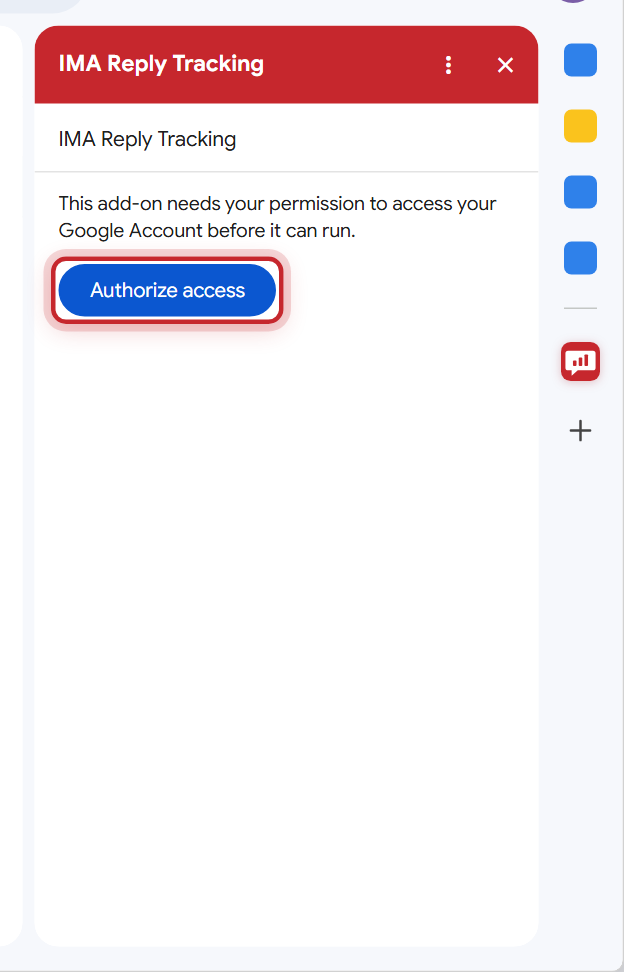 IMA Reply Tracking
IMA Reply Tracking
This add-on needs your permission to access your
Google Account before it can run.
Authorize access